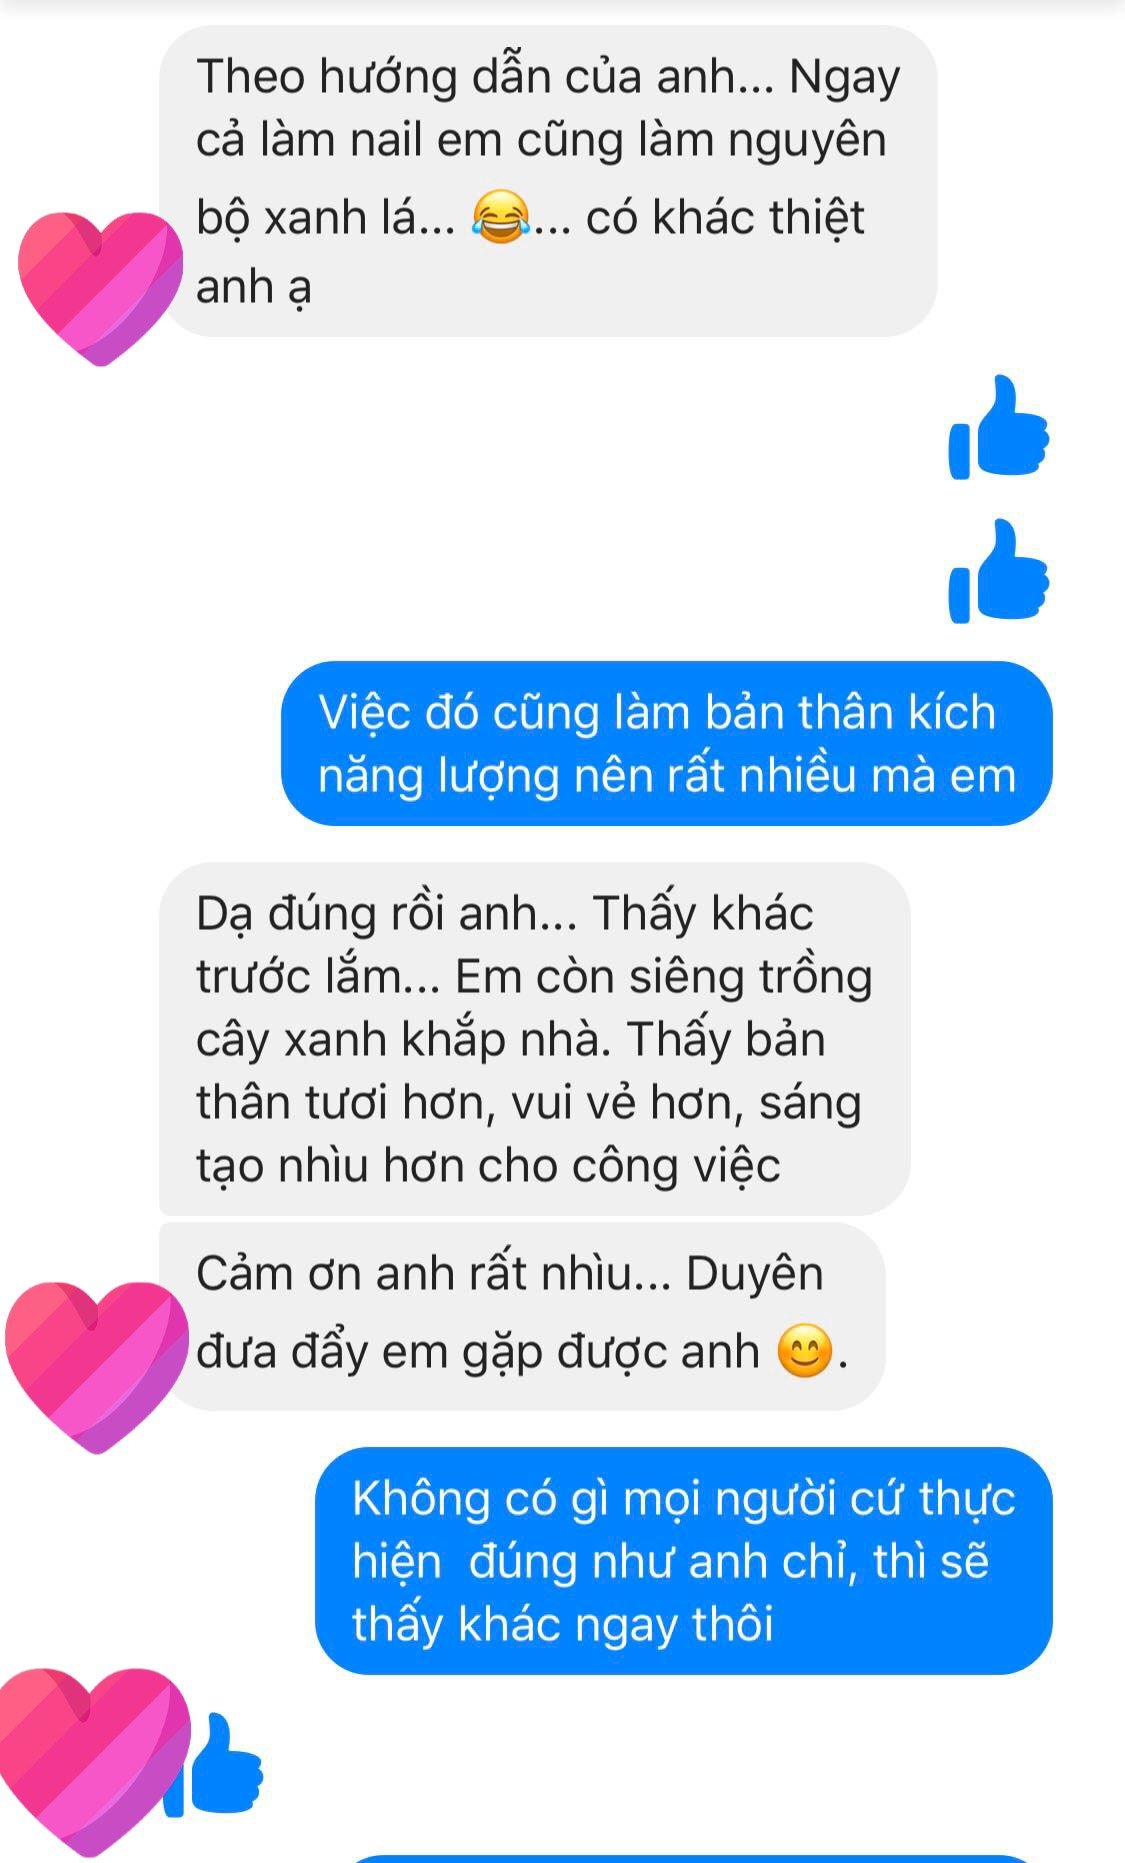 Theo hướng dẫn của anh... Ngay
cả làm nail em cũng làm nguyên
bộ xanh lá... 😂... có khác thiệt
anh ạ
Việc đó cũng làm bản thân kích
năng lượng nên rất nhiều mà em
Dạ đúng rồi anh... Thấy khác
trước lắm... Em còn siêng trồng
cây xanh khắp nhà. Thấy bản
thân tươi hơn, vui vẻ hơn, sáng
tạo nhìu hơn cho công việc
Cảm ơn anh rất nhìu... Duyên
đưa đẩy em gặp được anh 😊.
Không có gì mọi người cứ thực
hiện  đúng như anh chỉ, thì sẽ
thấy khác ngay thôi